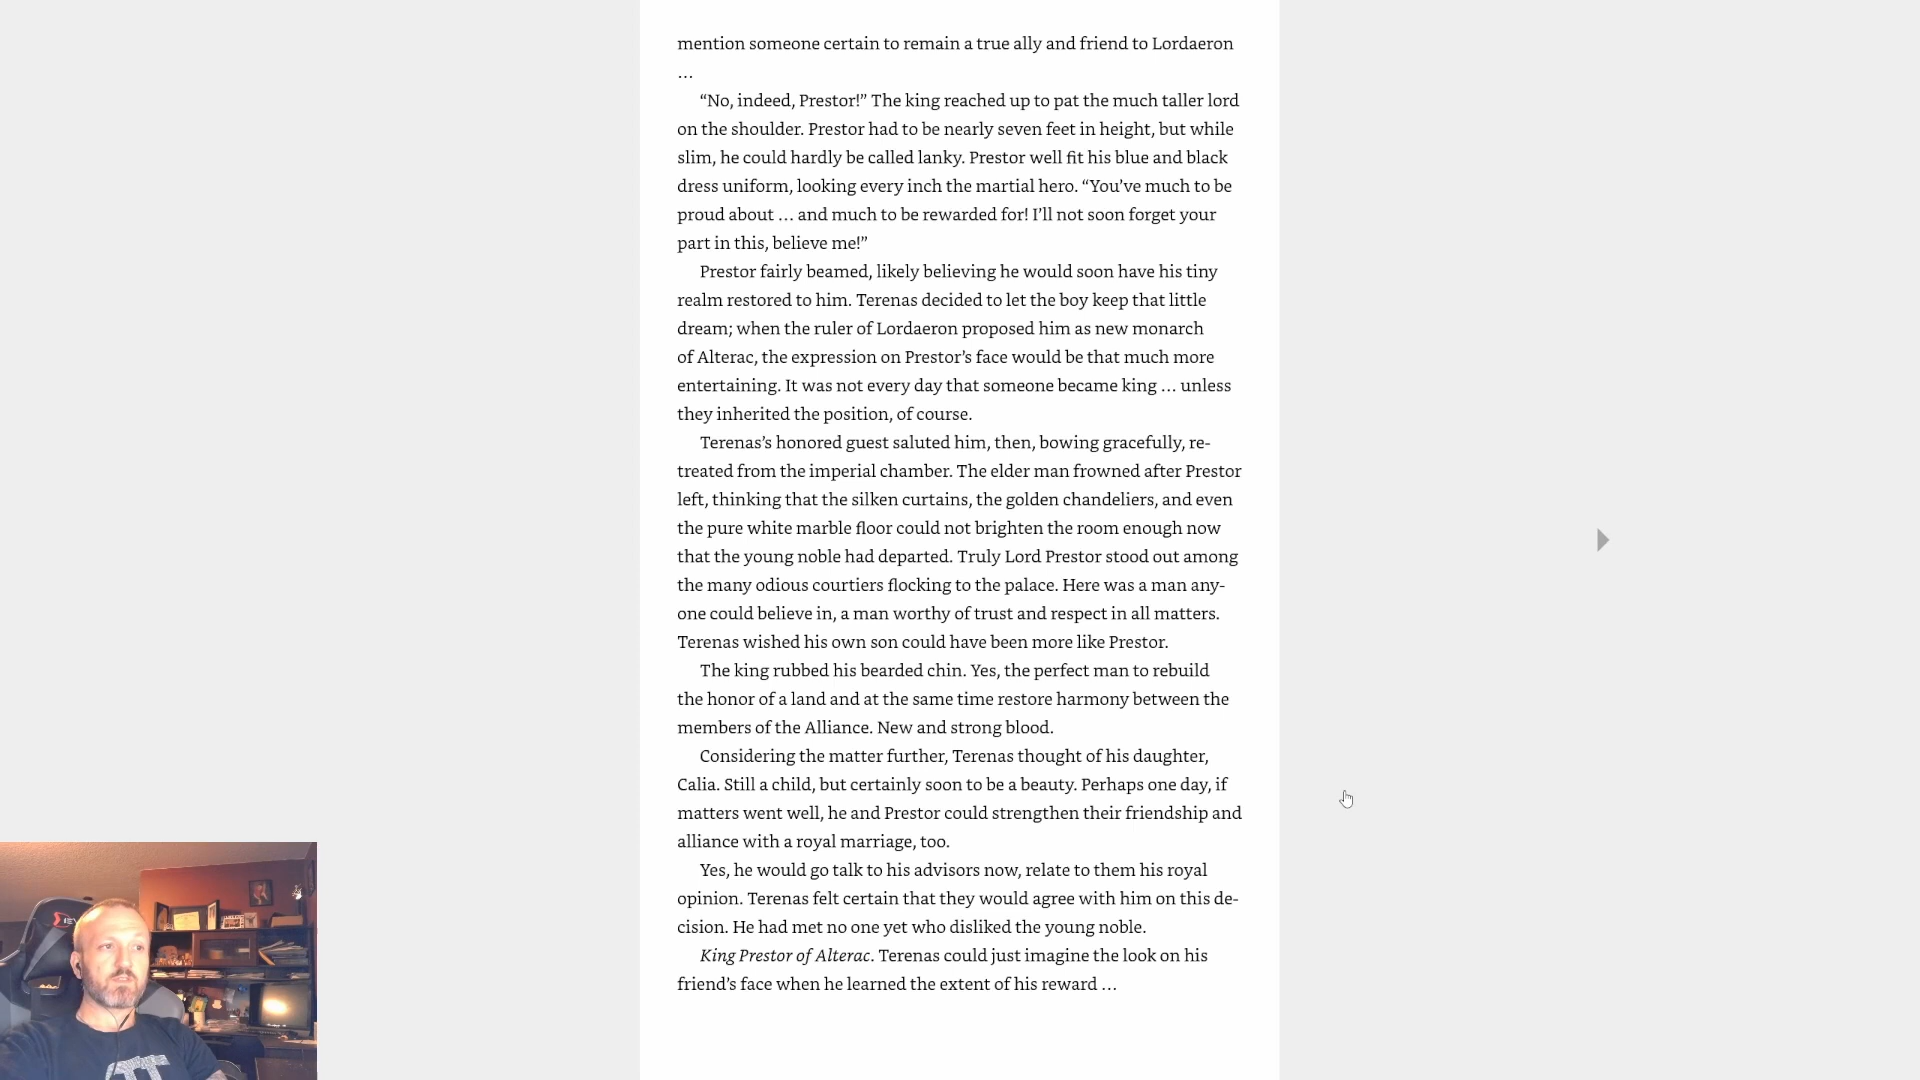 mention someone certain to remain a true ally and friend to Lordaeron
…
“No, indeed, Prestor!” The king reached up to pat the much taller lord
on the shoulder. Prestor had to be nearly seven feet in height, but while
slim, he could hardly be called lanky. Prestor well fit his blue and black
dress uniform, looking every inch the martial hero. “You’ve much to be
proud about … and much to be rewarded for! I’ll not soon forget your
part in this, believe me!”
Prestor fairly beamed, likely believing he would soon have his tiny
realm restored to him. Terenas decided to let the boy keep that little
dream; when the ruler of Lordaeron proposed him as new monarch
of Alterac, the expression on Prestor’s face would be that much more
entertaining. It was not every day that someone became king … unless
they inherited the position, of course.
Terenas’s honored guest saluted him, then, bowing gracefully, re-
treated from the imperial chamber. The elder man frowned after Prestor
left, thinking that the silken curtains, the golden chandeliers, and even
the pure white marble floor could not brighten the room enough now
that the young noble had departed. Truly Lord Prestor stood out among
the many odious courtiers flocking to the palace. Here was a man any-
one could believe in, a man worthy of trust and respect in all matters.
Terenas wished his own son could have been more like Prestor.
The king rubbed his bearded chin. Yes, the perfect man to rebuild
the honor of a land and at the same time restore harmony between the
members of the Alliance. New and strong blood.
Considering the matter further, Terenas thought of his daughter,
Calia. Still a child, but certainly soon to be a beauty. Perhaps one day, if
matters went well, he and Prestor could strengthen their friendship and
alliance with a royal marriage, too.
Yes, he would go talk to his advisors now, relate to them his royal
opinion. Terenas felt certain that they would agree with him on this de-
cision. He had met no one yet who disliked the young noble.
King Prestor of Alterac. Terenas could just imagine the look on his
friend’s face when he learned the extent of his reward …